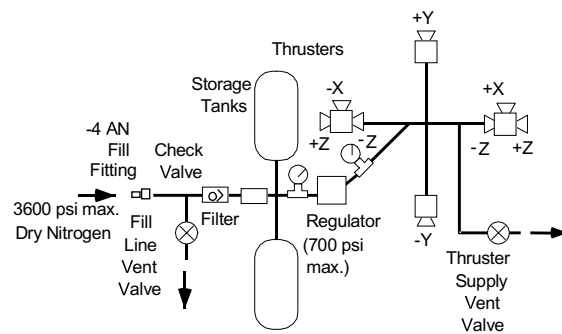 +Y
Thrusters
Storage
Tanks
-X
+X
+Z
-Z
-Z
+Z
-4 AN
Fill
Fitting
Check
Valve
3600 psi max.
Dry Nitrogen
Filter
Fill
Line
Vent
Valve
Regulator
(700 psi
max.)
-Y
Thruster
Supply
Vent
Valve